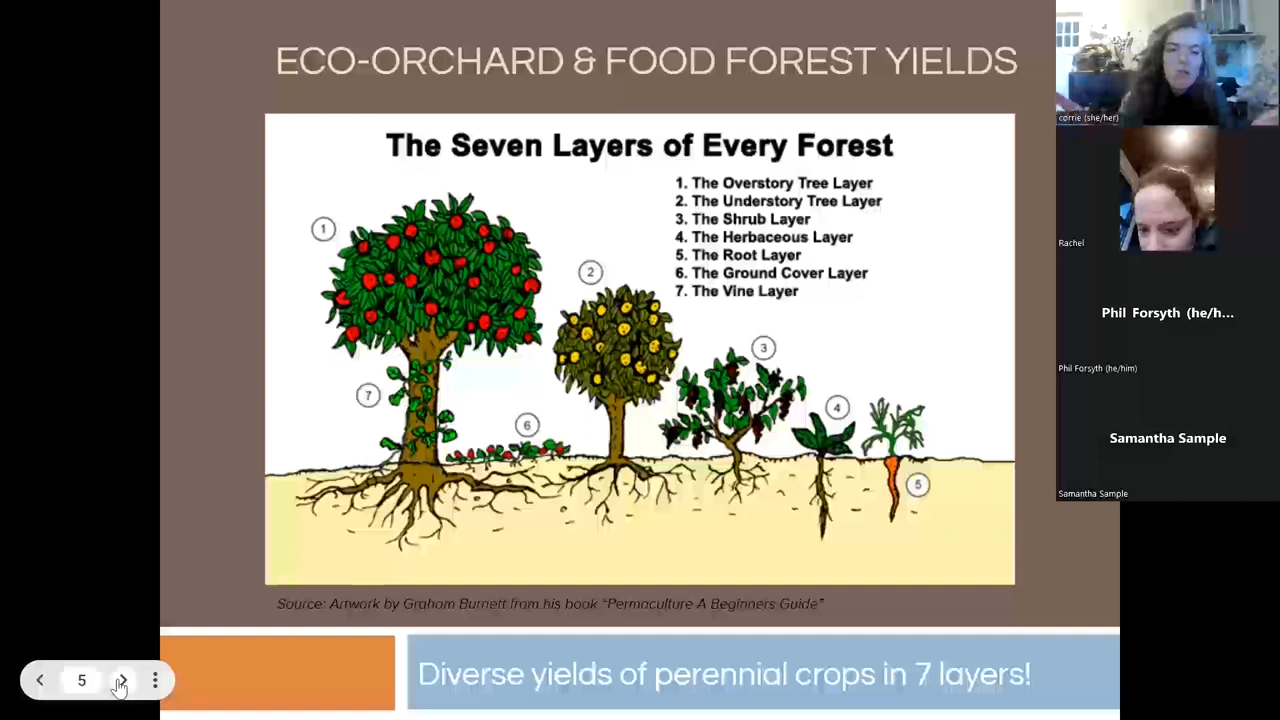 ECO-ORCHARD & FOOD FOREST YIELDS
The Seven Layers of Every Forest
1. The Overstory Tree Layer
2. The Understory Tree Layer
3. The Shrub Layer
4. The Herbaceous Layer
5. The Root Layer
6. The Ground Cover Layer
7. The Vine Layer
1
2
3
4
5
6
7
Source: Artwork by Graham Burnett from his book "Permaculture A Beginners Guide"
Diverse yields of perennial crops in 7 layers!
5
corrie (she/her)
Rachel
Phil Forsyth (he/h...
Phil Forsyth (he/him)
Samantha Sample
Samantha Sample